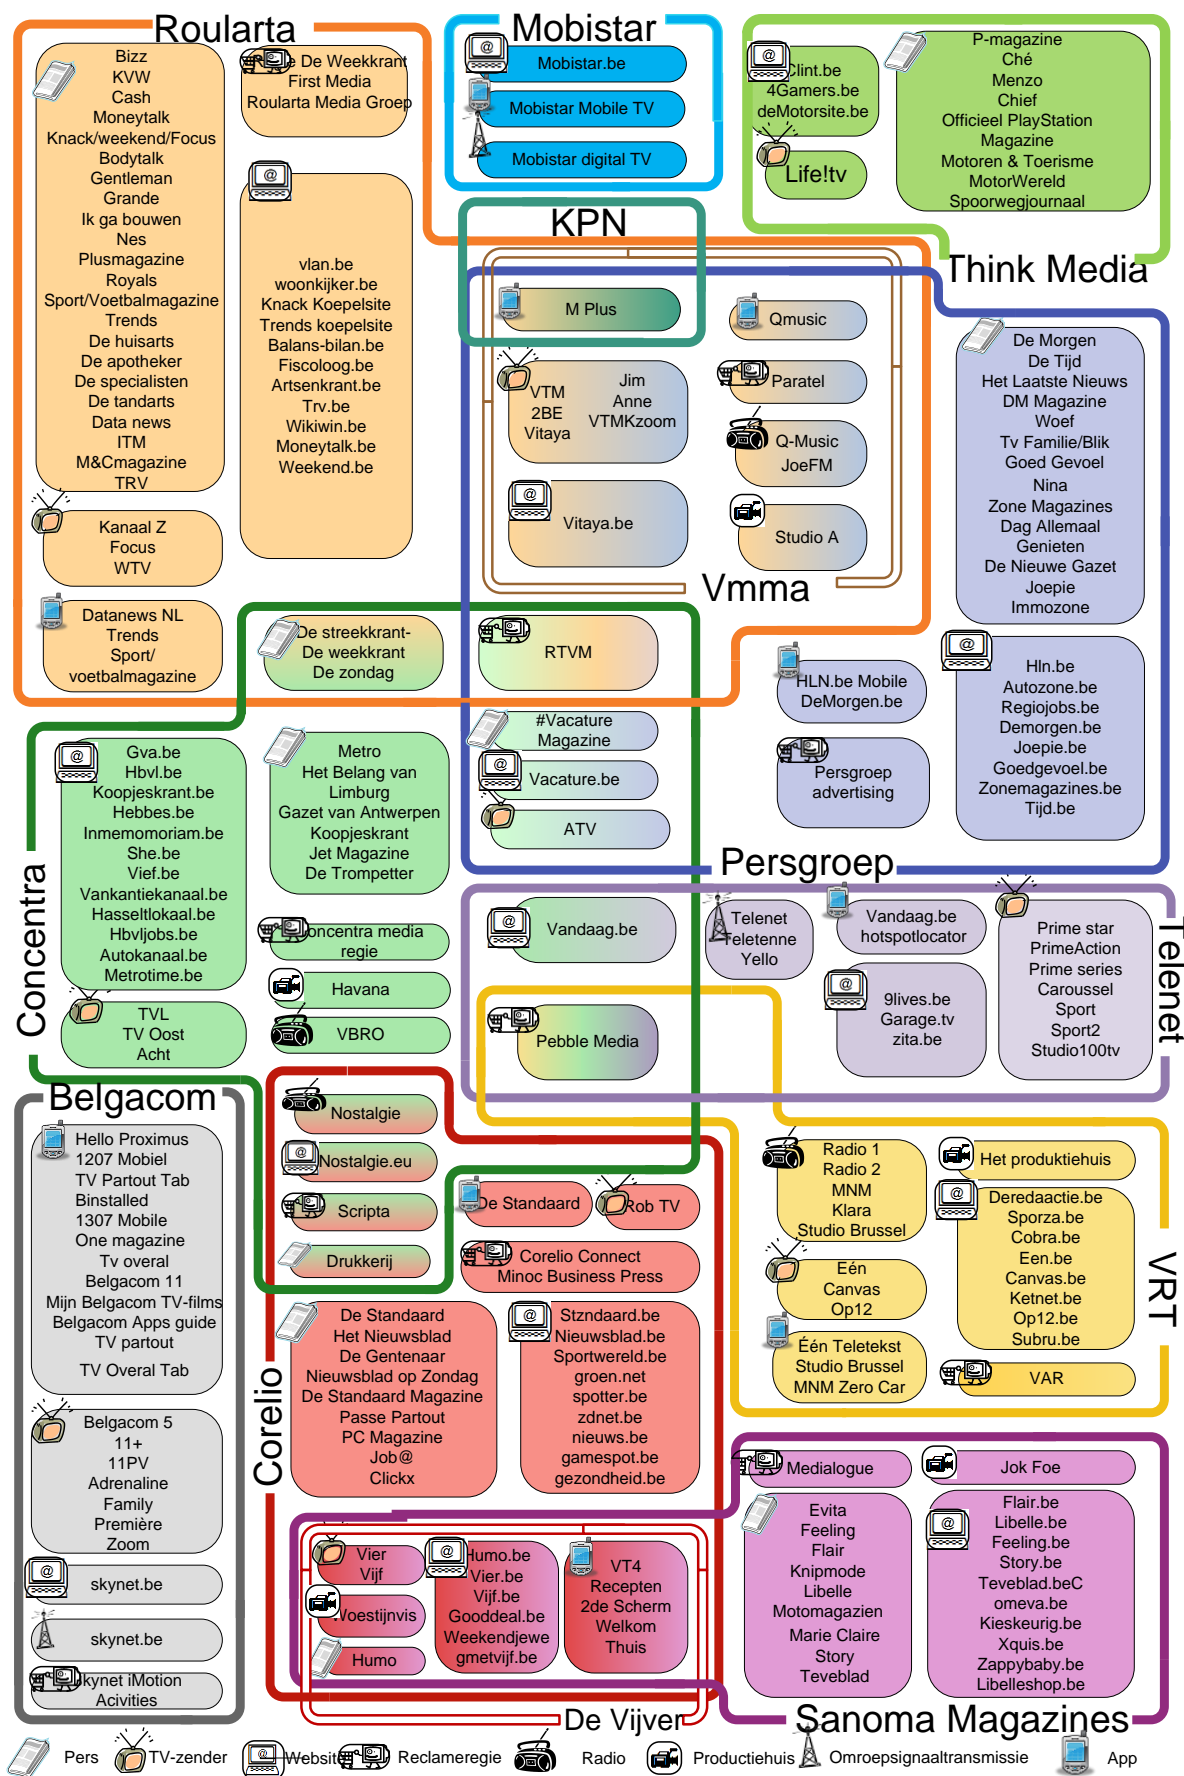 Roularta
Bizz
KVW
Cash
Moneytalk
Knack/weekend/Focus
Bodytalk
Gentleman
Grande
Ik ga bouwen
Nes
Plusmagazine
Royals
Sport/Voetbalmagazine
Trends
De huisarts
De apotheker
De specialisten
De tandarts
Data news
ITM
M&Cmagazine
TRV
De Weekkrant
First Media
Roularta Media Groep
vlan.be
woonkijker.be
Knack Koepelsite
Trends koepelsite
Balans-bilan.be
Fiscoloog.be
Artsenkrant.be
Trv.be
Wikiwin.be
Moneytalk.be
Weekend.be
Kanaal Z
Focus
WTV
Datanews NL
Trends
Sport/
voetbalmagazine
De streekkrant-
De weekkrant
De zondag
RTVM
Mobistar
Mobistar.be
Mobistar Mobile TV
Mobistar digital TV
Clint.be
4Gamers.be
deMotorsite.be
Life!tv
P-magazine
Ché
Menzo
Chief
Officieel PlayStation
Magazine
Motoren & Toerisme
MotorWereld
Spoorwegjournaal
Think Media
KPN
M Plus
Qmusic
VTM
2BE
Vitaya
Jim
Anne
VTMKzoom
Paratel
Q-Music
JoeFM
Vitaya.be
Studio A
Vmma
De Morgen
De Tijd
Het Laatste Nieuws
DM Magazine
Woef
Tv Familie/Blik
Goed Gevoel
Nina
Zone Magazines
Dag Allemaal
Genieten
De Nieuwe Gazet
Joepie
Immozone
HLN.be Mobile
DeMorgen.be
Hln.be
Autozone.be
Regiojobs.be
Demorgen.be
Joepie.be
Goedgevoel.be
Zonemagazines.be
Tijd.be
Persgroep
advertising
#Vacature
Magazine
Vacature.be
ATV
Persgroep
Concentra
Gva.be
Hbvl.be
Koopjeskrant.be
Hebbes.be
Inmemomoriam.be
She.be
Vief.be
Vankantiekanaal.be
Hasseltlokaal.be
Hbvljobs.be
Autokanaal.be
Metrotime.be
Metro
Het Belang van
Limburg
Gazet van Antwerpen
Koopjeskrant
Jet Magazine
De Trompetter
Concentra media
regie
Havana
VBRO
TVL
TV Oost
Acht
Vandaag.be
Pebble Media
Telenet
Teletenne
Yello
Vandaag.be
hotspotlocator
9lives.be
Garage.tv
zita.be
Prime star
PrimeAction
Prime series
Caroussel
Sport
Sport2
Studio100tv
Telenet
Belgacom
Hello Proximus
1207 Mobiel
TV Partout Tab
Binstalled
1307 Mobile
One magazine
Tv overal
Belgacom 11
Mijn Belgacom TV-films
Belgacom Apps guide
TV partout
TV Overal Tab
Belgacom 5
11+
11PV
Adrenaline
Family
Première
Zoom
skynet.be
skynet.be
Skynet iMotion
Acivities
Nostalgie
Nostalgie.eu
Scripta
Drukkerij
De Standaard
Rob TV
Corelio Connect
Minoc Business Press
Corelio
De Standaard
Het Nieuwsblad
De Gentenaar
Nieuwsblad op Zondag
De Standaard Magazine
Passe Partout
PC Magazine
Job@
Clickx
Stzndaard.be
Nieuwsblad.be
Sportwereld.be
groen.net
spotter.be
zdnet.be
nieuws.be
gamespot.be
gezondheid.be
Radio 1
Radio 2
MNM
Klara
Studio Brussel
Eén
Canvas
Op12
Één Teletekst
Studio Brussel
MNM Zero Car
Het produktiehuis
Deredaactie.be
Sporza.be
Cobra.be
Een.be
Canvas.be
Ketnet.be
Op12.be
Subru.be
VAR
VRT
Vier
Vijf
Woestijnvis
Humo
Humo.be
Vier.be
Vijf.be
Gooddeal.be
Weekendjewe
gmetvijf.be
VT4
Recepten
2de Scherm
Welkom
Thuis
De Vijver
Medialogue
Jok Foe
Evita
Feeling
Flair
Knipmode
Libelle
Motomagazien
Marie Claire
Story
Teveblad
Flair.be
Libelle.be
Feeling.be
Story.be
Teveblad.beC
omeva.be
Kieskeurig.be
Xquis.be
Zappybaby.be
Libelleshop.be
Sanoma Magazines
Pers
TV-zender
Website
Reclameregie
Radio
Productiehuis
Omroepsignaaltransmissie
App